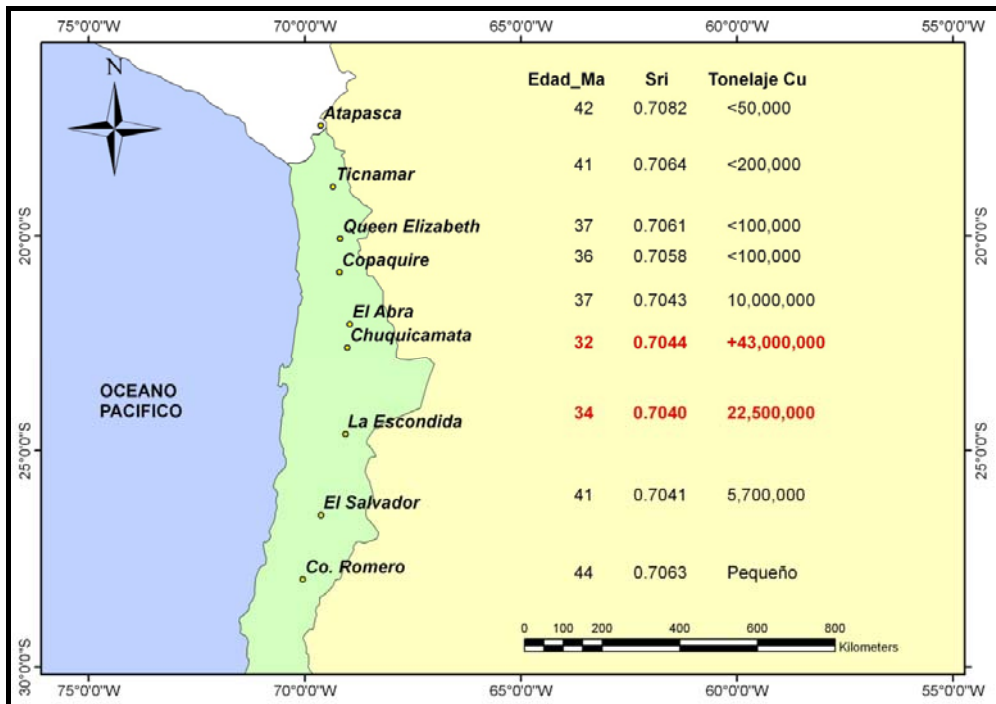 75°0'0"W 70°0'0"W 65°0'0"W 60°0'0"W 55°0'0"W
N
Edad_Ma Sri Tonelaje Cu
Atapasca 42 0.7082 <50,000
Ticnamar 41 0.7064 <200,000
Queen Elizabeth 37 0.7061 <100,000
20°0'0"S 20°0'0"S
Copaquire 36 0.7058 <100,000
El Abra 37 0.7043 10,000,000
Chuquicamata 32 0.7044 +43,000,000
OCEANO
PACIFICO
La Escondida 34 0.7040 22,500,000
25°0'0"S 25°0'0"S
El Salvador 41 0.7041 5,700,000
Co. Romero 44 0.7063 Pequeño
0 100 200 400 600 800
Kilometers
30°0'0"S 30°0'0"S
75°0'0"W 70°0'0"W 65°0'0"W 60°0'0"W 55°0'0"W